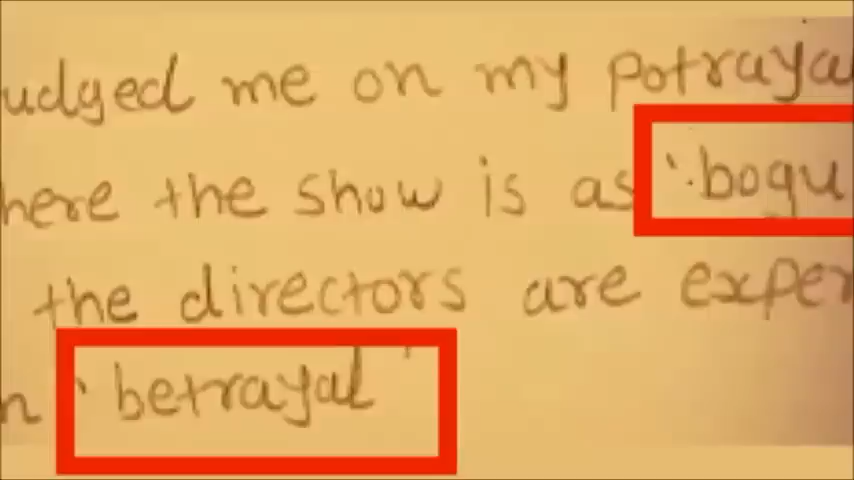 udged me on my potraya
here the show is as 'bogu
the directors are exper
n 'betrayal'